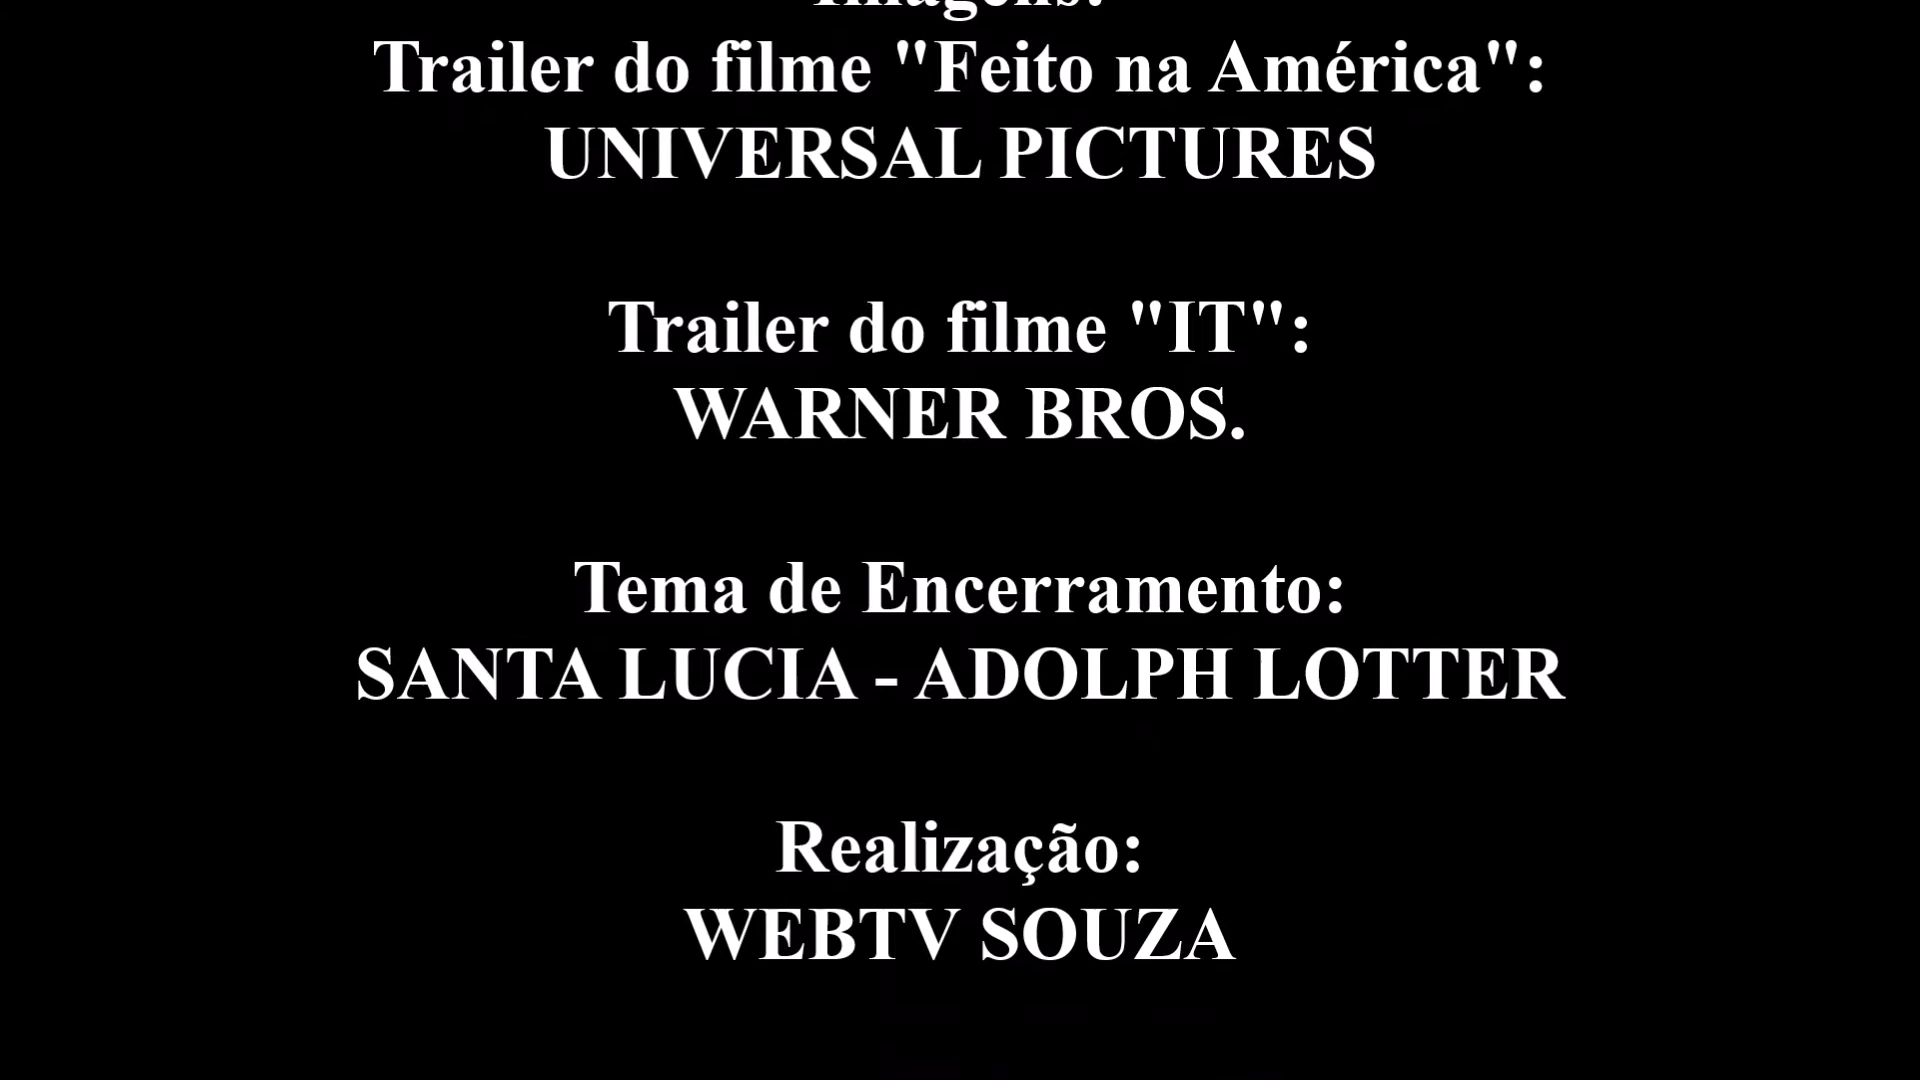 Imagens:
Trailer do filme "Feito na América":
UNIVERSAL PICTURES
Trailer do filme "IT":
WARNER BROS.
Tema de Encerramento:
SANTA LUCIA - ADOLPH LOTTER
Realização:
WEBTV SOUZA